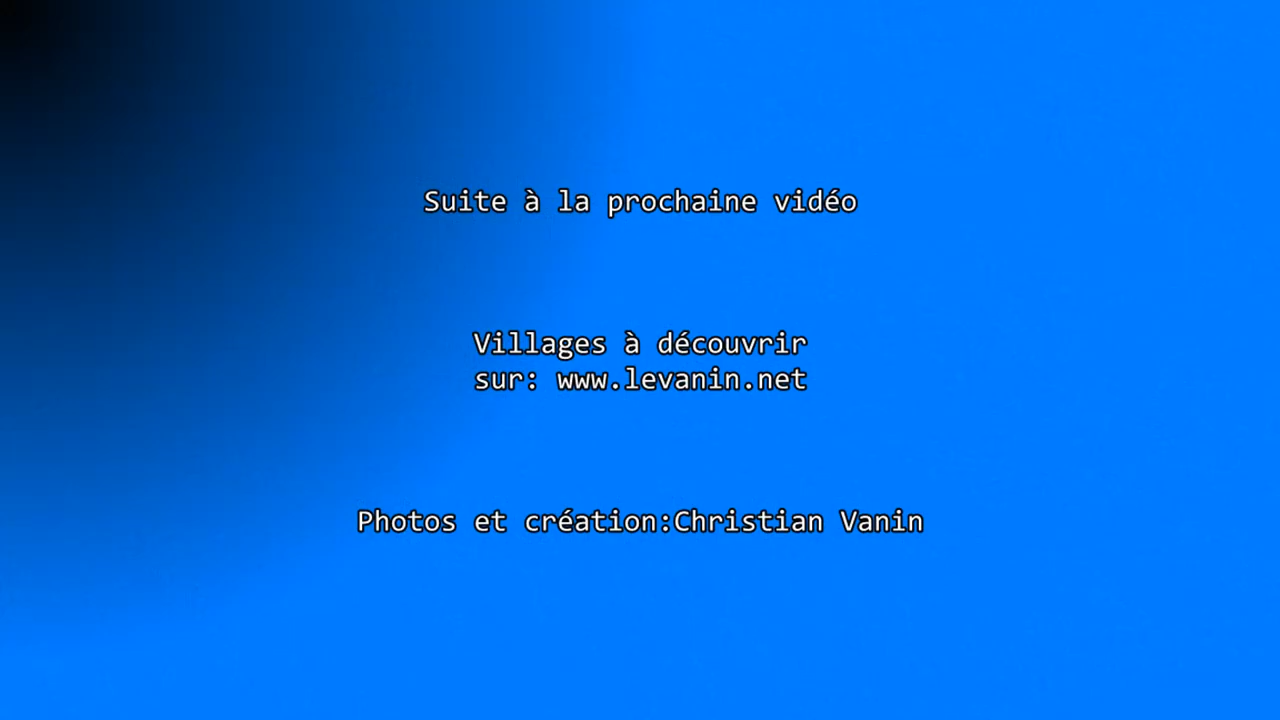 Suite à la prochaine vidéo
Villages à découvrir
sur: www.levanin.net
Photos et création:Christian Vanin